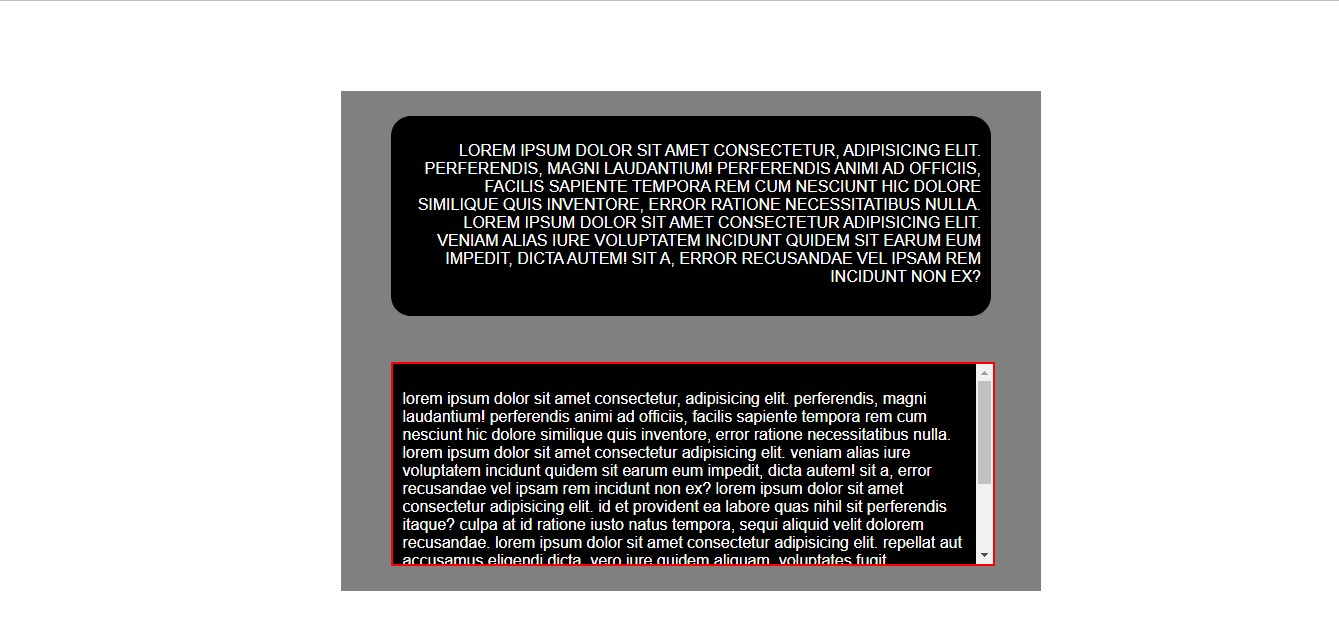 LOREM IPSUM DOLOR SIT AMET CONSECTETUR, ADIPISICING ELIT.
PERFERENDIS, MAGNI LAUDANTIUM! PERFERENDIS ANIMI AD OFFICIIS,
FACILIS SAPIENTE TEMPORA REM CUM NESCIUNT HIC DOLORE
SIMILIQUE QUIS INVENTORE, ERROR RATIONE NECESSITATIBUS NULLA.
LOREM IPSUM DOLOR SIT AMET CONSECTETUR ADIPISICING ELIT.
VENIAM ALIAS IURE VOLUPTATEM INCIDUNT QUIDEM SIT EARUM EUM
IMPEDIT, DICTA AUTEM! SIT A, ERROR RECUSANDAE VEL IPSAM REM
INCIDUNT NON EX?
lorem ipsum dolor sit amet consectetur, adipisicing elit. perferendis, magni
laudantium! perferendis animi ad officiis, facilis sapiente tempora rem cum
nesciunt hic dolore similique quis inventore, error ratione necessitatibus nulla.
lorem ipsum dolor sit amet consectetur adipisicing elit. veniam alias iure
voluptatem incidunt quidem sit earum eum impedit, dicta autem! sit a, error
recusandae vel ipsam rem incidunt non ex? lorem ipsum dolor sit amet
consectetur adipisicing elit. id et provident ea labore quas nihil sit perferendis
itaque? culpa at id ratione iusto natus tempora, sequi aliquid velit dolorem
recusandae. lorem ipsum dolor sit amet consectetur adipisicing elit. repellat aut
accusamus eligendi dicta, vero iure quidem aliquam, voluptates fugit